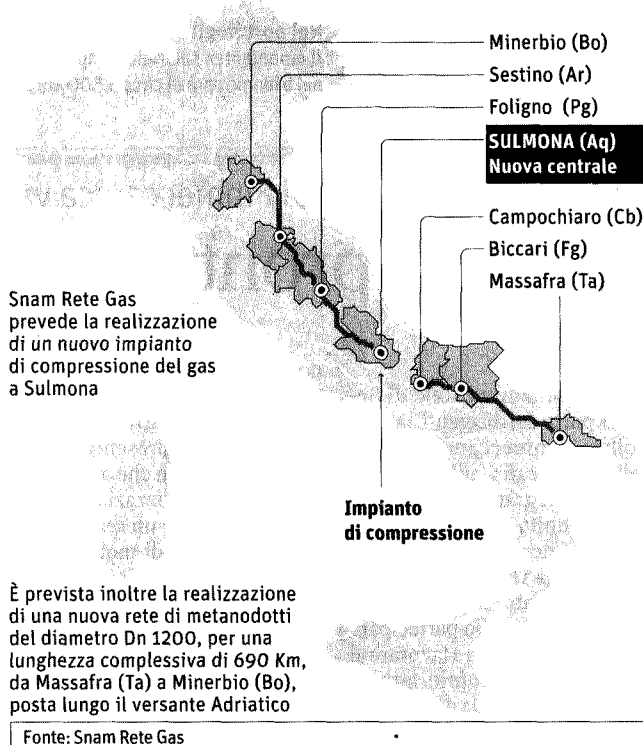 Minerbio (Bo)
Sestino (Ar)
Foligno (Pg)
SULMONA (Aq)
Nuova centrale
Campochiaro (Cb)
Biccari (Fg)
Massafra (Ta)
Snam Rete Gas
prevede la realizzazione
di un nuovo impianto
di compressione del gas
a Sulmona
Impianto
di compressione
È prevista inoltre la realizzazione
di una nuova rete di metanodotti
del diametro Dn 1200, per una
lunghezza complessiva di 690 Km,
da Massafra (Ta) a Minerbio (Bo),
posta lungo il versante Adriatico
Fonte: Snam Rete Gas